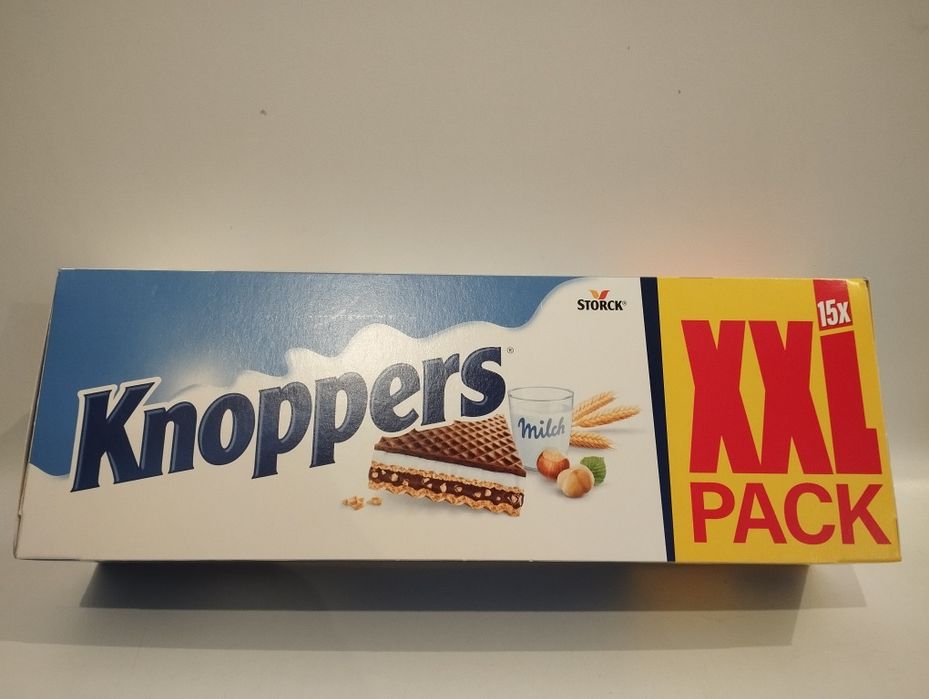 STORCK®
Knoppers®
Milch
15x
XXL
PACK